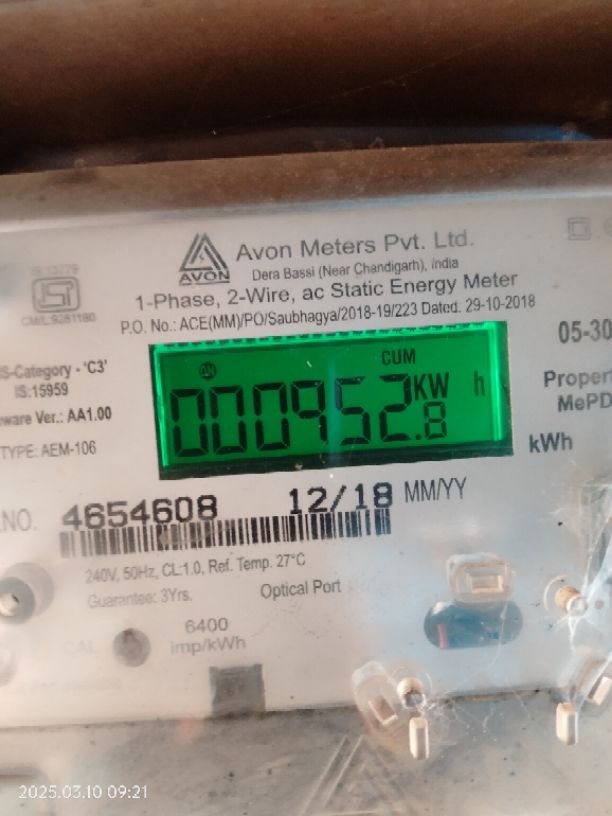 AVON
Avon Meters Pvt. Ltd.
Dera Bassi (Near Chandigarh), India
1-Phase, 2-Wire, ac Static Energy Meter
P.O. No.: ACE(MM)/PO/Saubhagya/2018-19/223 Dated. 29-10-2018
IS:13779
CM/L 9261180
S-Category - 'C3'
IS:15959
ware Ver.: AA1.00
TYPE: AEM-106
CUM
000952.8 KW h
05-30
Propert
MePD
kWh
.NO. 4654608 12/18 MM/YY
240V, 50Hz, CL:1.0, Ref. Temp. 27°C
Guarantee: 3Yrs.
Optical Port
CAL
6400
imp/kWh
2025.03.10 09:21